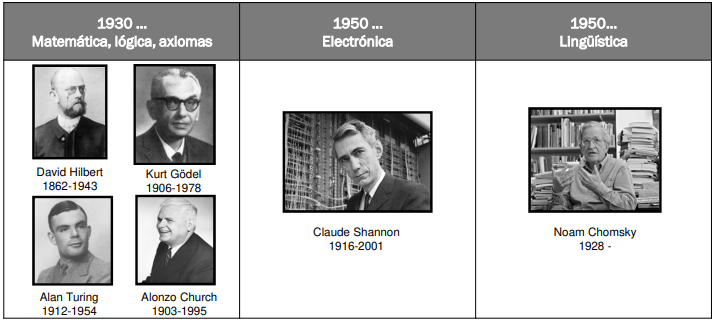 1930 ...
Matemática, lógica, axiomas
1950 ...
Electrónica
1950...
Lingüística
David Hilbert
1862-1943
Kurt Gödel
1906-1978
Alan Turing
1912-1954
Alonzo Church
1903-1995
Claude Shannon
1916-2001
Noam Chomsky
1928 -